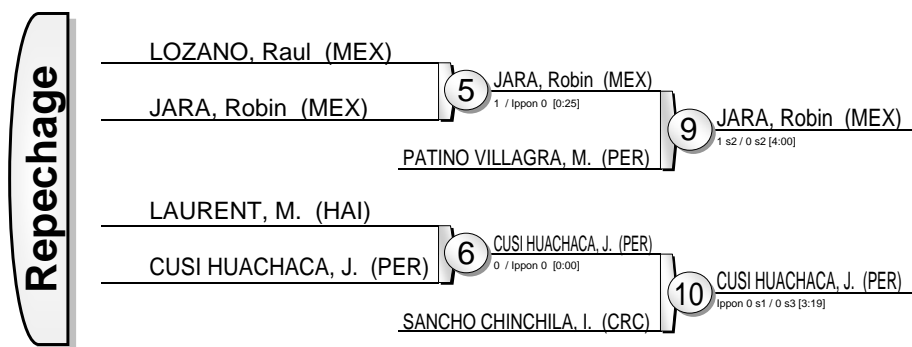 Repechage
LOZANO, Raul (MEX)
JARA, Robin (MEX)
5
JARA, Robin (MEX)
1 / Ippon 0 [0:25]
PATINO VILLAGRA, M. (PER)
9
JARA, Robin (MEX)
1 s2 / 0 s2 [4:00]
LAURENT, M. (HAI)
CUSI HUACHACA, J. (PER)
6
CUSI HUACHACA, J. (PER)
0 / Ippon 0 [0:00]
SANCHO CHINCHILA, I. (CRC)
10
CUSI HUACHACA, J. (PER)
Ippon 0 s1 / 0 s3 [3:19]